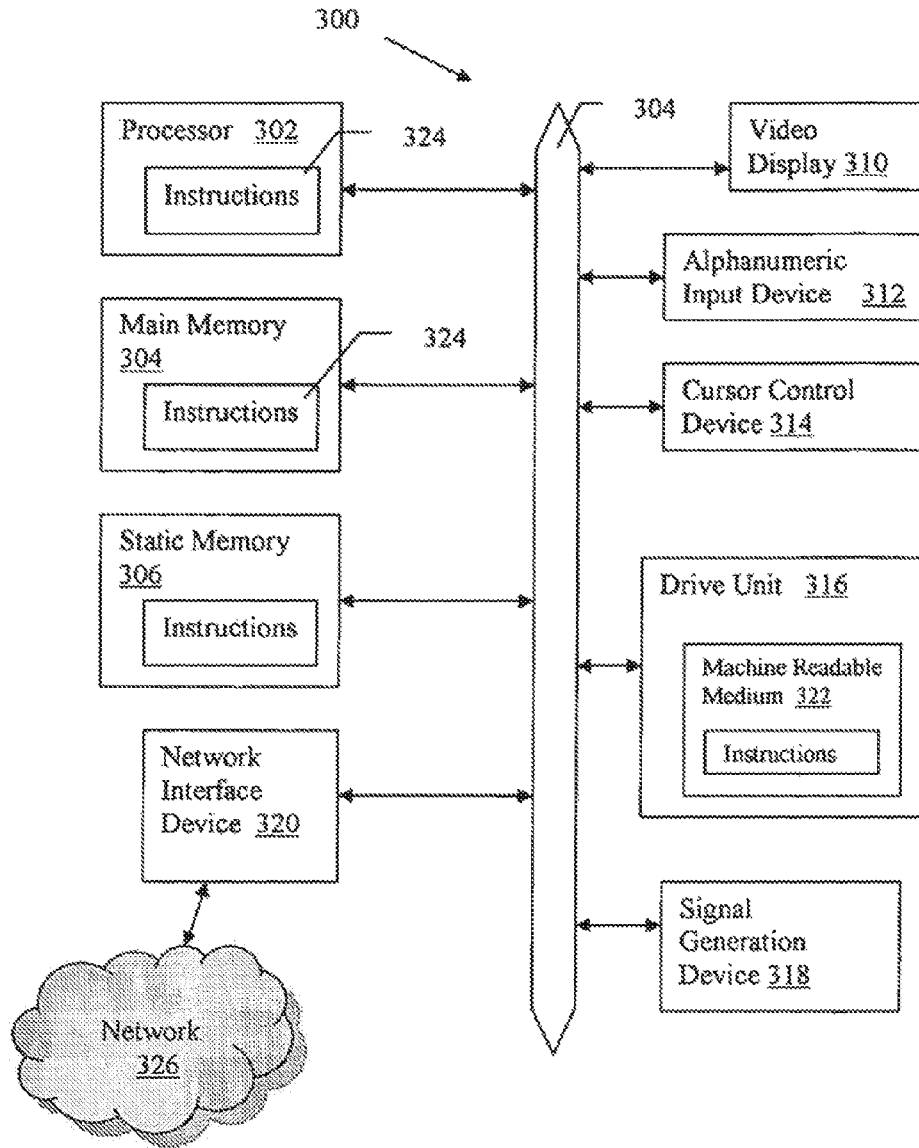 300
Processor 302
324
Instructions
304
Video
Display 310
Alphanumeric
Input Device 312
Main Memory
304
324
Instructions
Cursor Control
Device 314
Static Memory
306
Instructions
Drive Unit 316
Machine Readable
Medium 322
Instructions
Network
Interface
Device 320
Signal
Generation
Device 318
Network
326